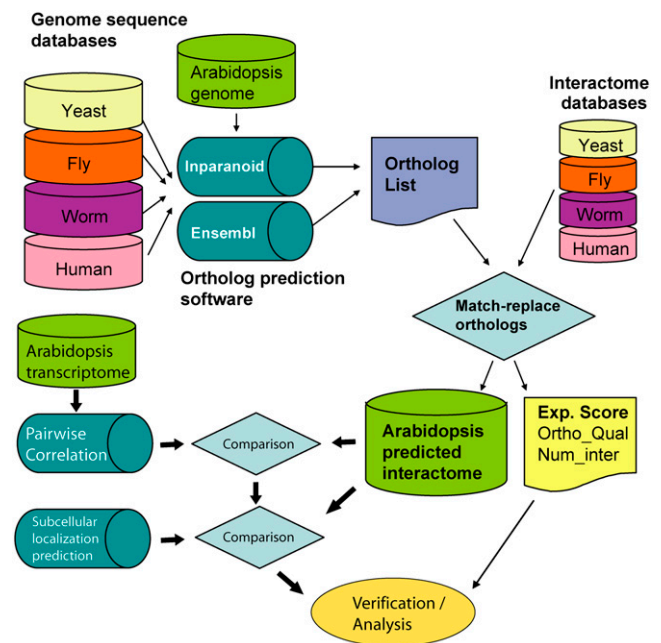 Genome sequence
databases
Arabidopsis
genome
Interactome
databases
Yeast
Fly
Worm
Human
Inparanoid
Ensembl
Ortholog prediction
software
Ortholog
List
Yeast
Fly
Worm
Human
Match-replace
orthologs
Arabidopsis
transcriptome
Pairwise
Correlation
Comparison
Arabidopsis
predicted
interactome
Exp. Score
Ortho_Qual
Num_inter
Subcellular
localization
prediction
Comparison
Verification /
Analysis